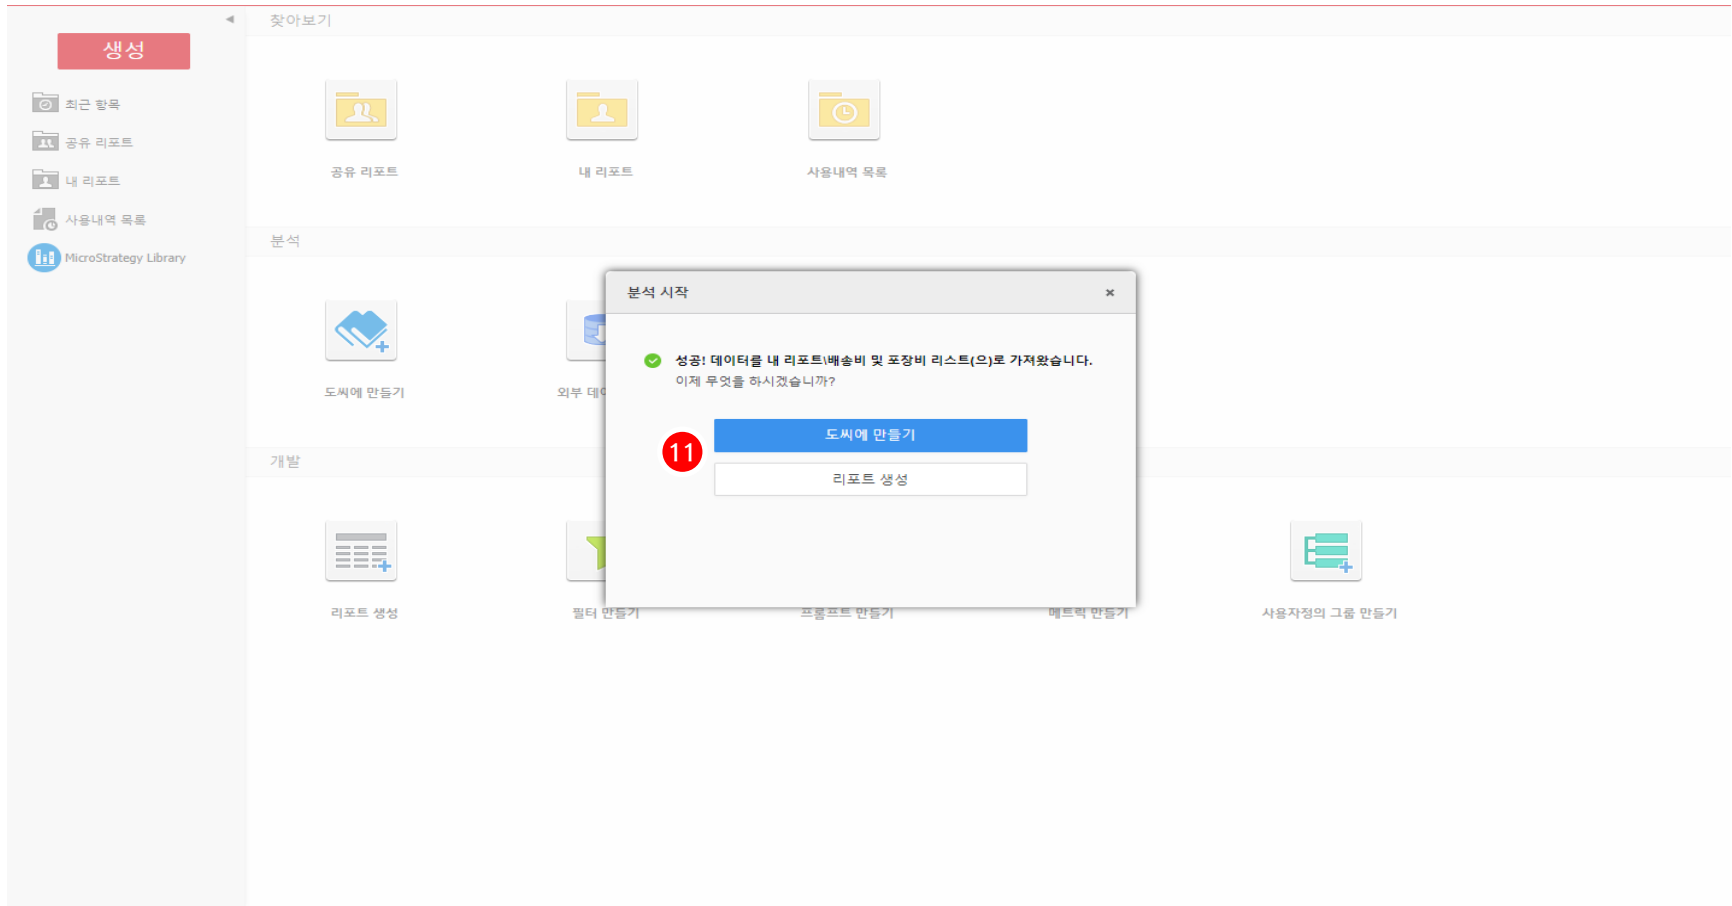 찾아보기
생성
최근 항목
공유 리포트
내 리포트
사용내역 목록
MicroStrategy Library
공유 리포트
내 리포트
사용내역 목록
분석
도씨에 만들기
외부 데
분석 시작
성공! 데이터를 내 리포트\배송비 및 포장비 리스트(으)로 가져왔습니다.
이제 무엇을 하시겠습니까?
11
도씨에 만들기
리포트 생성
개발
리포트 생성
필터 만들기
프롬프트 만들기
메트릭 만들기
사용자정의 그룹 만들기